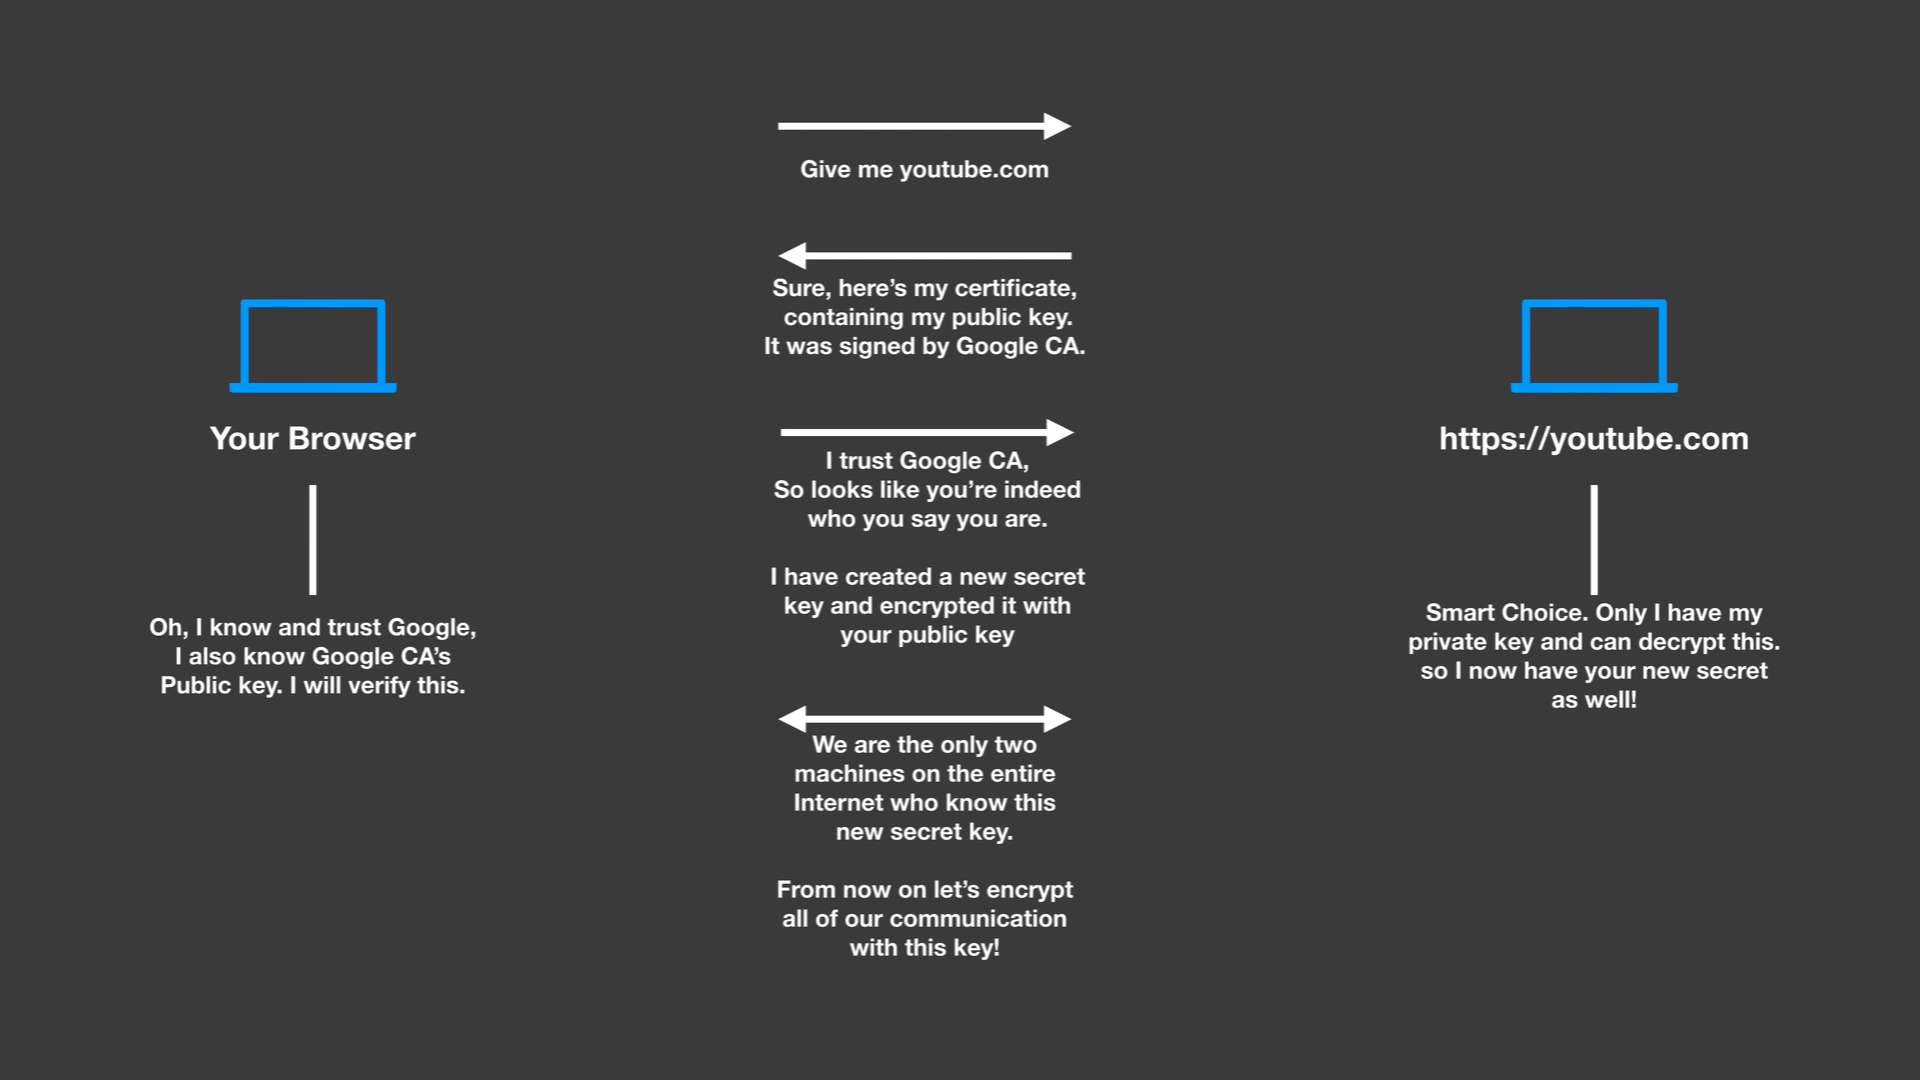 Give me youtube.com
Sure, here’s my certificate,
containing my public key.
It was signed by Google CA.
Your Browser
https://youtube.com
I trust Google CA,
So looks like you’re indeed
who you say you are.
I have created a new secret
key and encrypted it with
your public key
Oh, I know and trust Google,
I also know Google CA’s
Public key. I will verify this.
Smart Choice. Only I have my
private key and can decrypt this.
so I now have your new secret
as well!
We are the only two
machines on the entire
Internet who know this
new secret key.
From now on let’s encrypt
all of our communication
with this key!